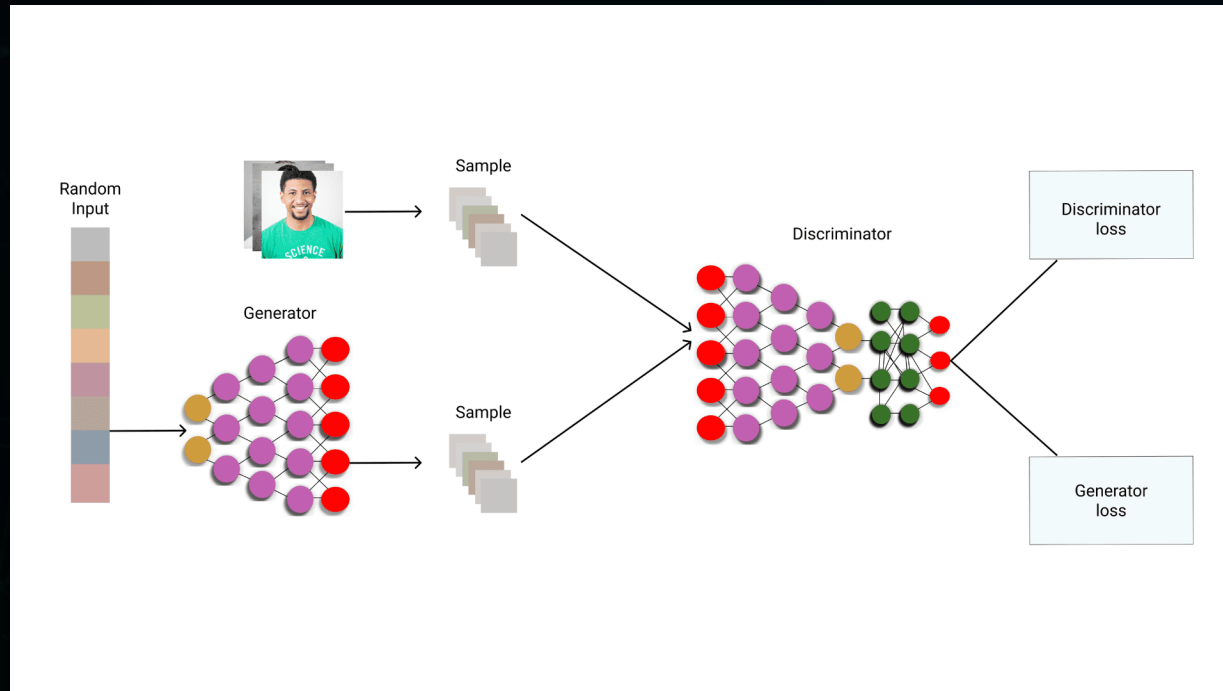 Random
Input
SCIENCE
Sample
Generator
Sample
Discriminator
Discriminator
loss
Generator
loss